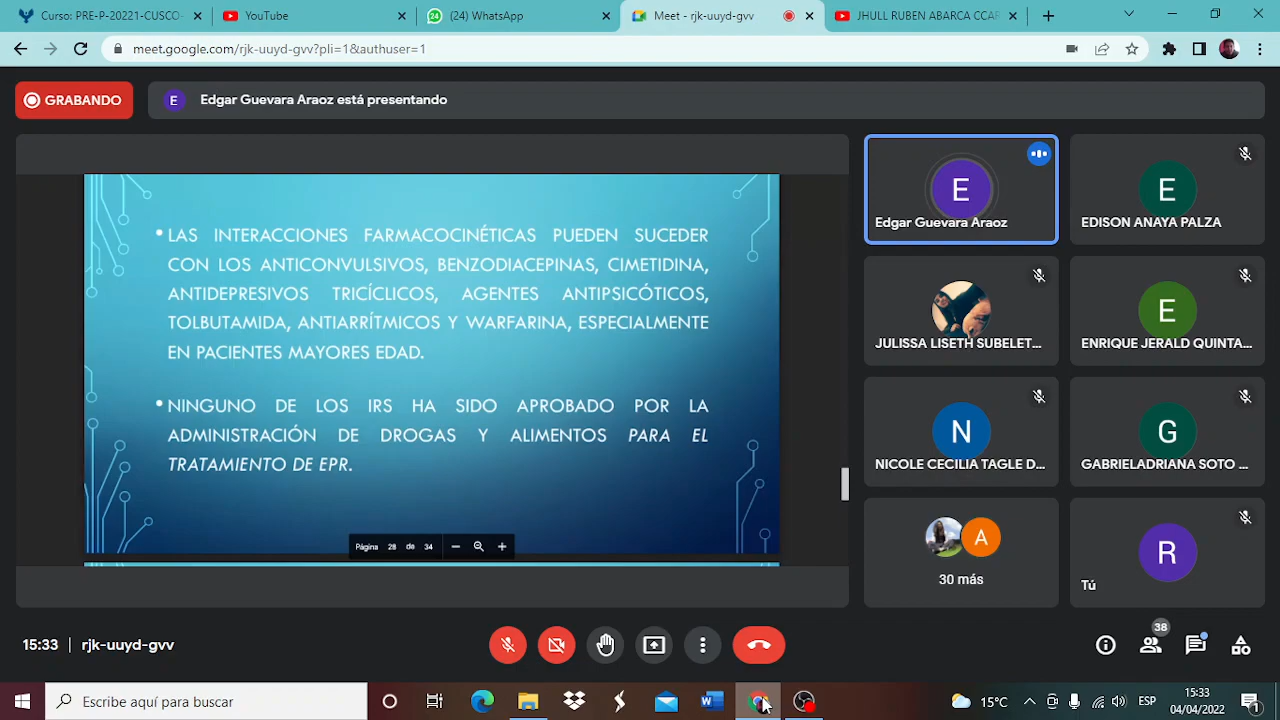 Curso: PRE-P-20221-CUSCO-
YouTube
(24) WhatsApp
Meet - rjk-uuyd-gvv
JHULL RUBEN ABARCA CCAR
meet.google.com/rjk-uuyd-gvv?pli=1&authuser=1
GRABANDO
E
Edgar Guevara Araoz está presentando
• LAS INTERACCIONES FARMACOCINÉTICAS PUEDEN SUCEDER
CON LOS ANTICONVULSIVOS, BENZODIACEPINAS, CIMETIDINA,
ANTIDEPRESIVOS TRICÍCLICOS, AGENTES ANTIPSICÓTICOS,
TOLBUTAMIDA, ANTIARRÍTMICOS Y WARFARINA, ESPECIALMENTE
EN PACIENTES MAYORES EDAD.
• NINGUNO DE LOS IRS HA SIDO APROBADO POR LA
ADMINISTRACIÓN DE DROGAS Y ALIMENTOS PARA EL
TRATAMIENTO DE EPR.
Página 28 de 34
E
Edgar Guevara Araoz
E
EDISON ANAYA PALZA
JULISSA LISETH SUBELET...
E
ENRIQUE JERALD QUINTA...
N
NICOLE CECILIA TAGLE D...
G
GABRIELADRIANA SOTO ...
A
30 más
R
Tú
15:33 | rjk-uuyd-gvv
38
Escribe aquí para buscar
W
15°C
ESP
15:33
04/04/2022
1